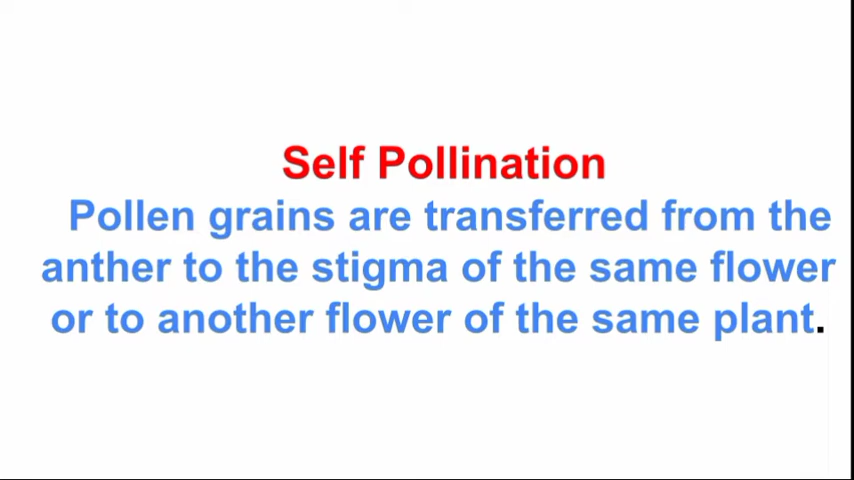 Self Pollination
Pollen grains are transferred from the
anther to the stigma of the same flower
or to another flower of the same plant.